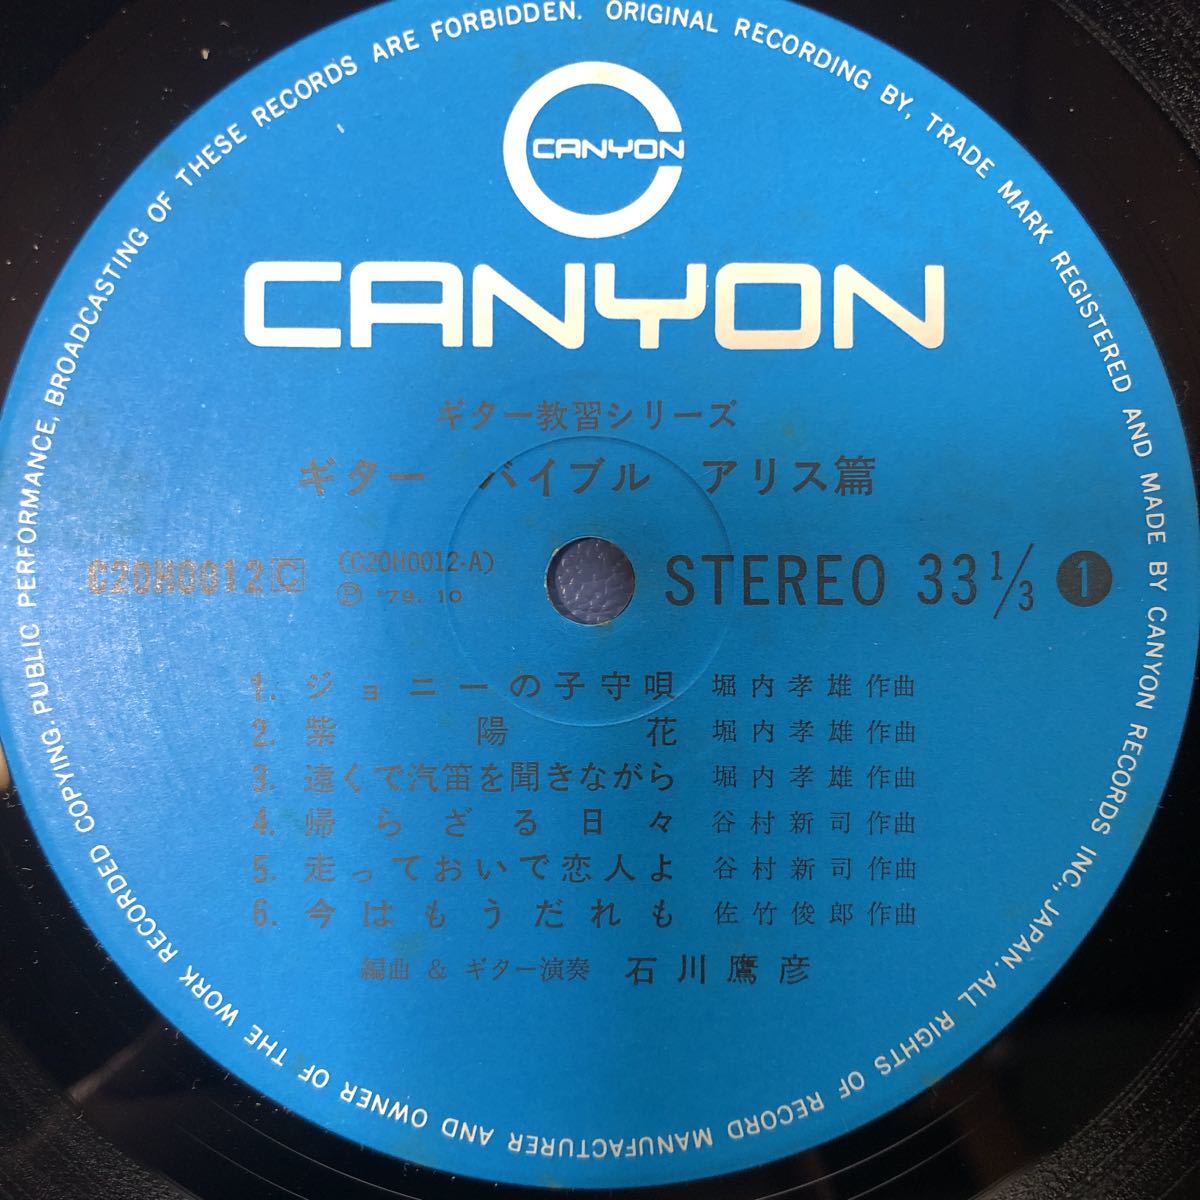 CANYON
CANYON
ギター教習シリーズ
ギター バイブル アリス篇
C20H0012 C (C20H0012-A) STEREO 33 1/3 1
Ⓟ '79.10
1. ジョニーの子守唄 堀内孝雄作曲
2. 紫陽花 堀内孝雄作曲
3. 遠くで汽笛を聞きながら 堀内孝雄作曲
4. 帰らざる日々 谷村新司作曲
5. 走っておいで恋人よ 谷村新司作曲
6. 今はもうだれも 佐竹俊郎作曲
編曲 & ギター演奏 石川鷹彦
ORIGINAL RECORDING BY, TRADE MARK REGISTERED AND MADE BY CANYON RECORDS INC., JAPAN. ALL RIGHTS OF RECORD MANUFACTURER AND OWNER OF THE WORK RECORDED COPYING. PUBLIC PERFORMANCE, BROADCASTING OF THESE RECORDS ARE FORBIDDEN.